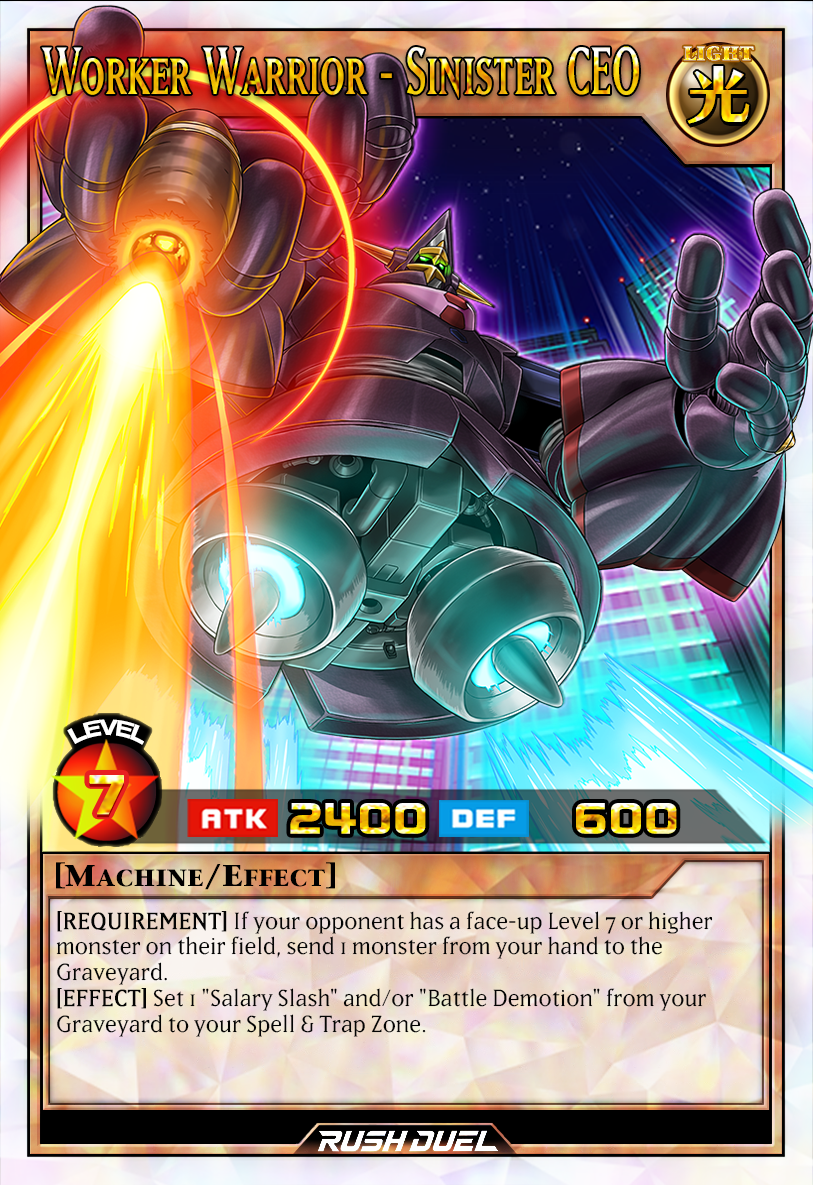 Worker Warrior - Sinister CEO
LIGHT
光
LEVEL
7
ATK 2400 DEF 600
[Machine/Effect]
[REQUIREMENT] If your opponent has a face-up Level 7 or higher
monster on their field, send 1 monster from your hand to the
Graveyard.
[EFFECT] Set 1 "Salary Slash" and/or "Battle Demotion" from your
Graveyard to your Spell & Trap Zone.
RUSH DUEL